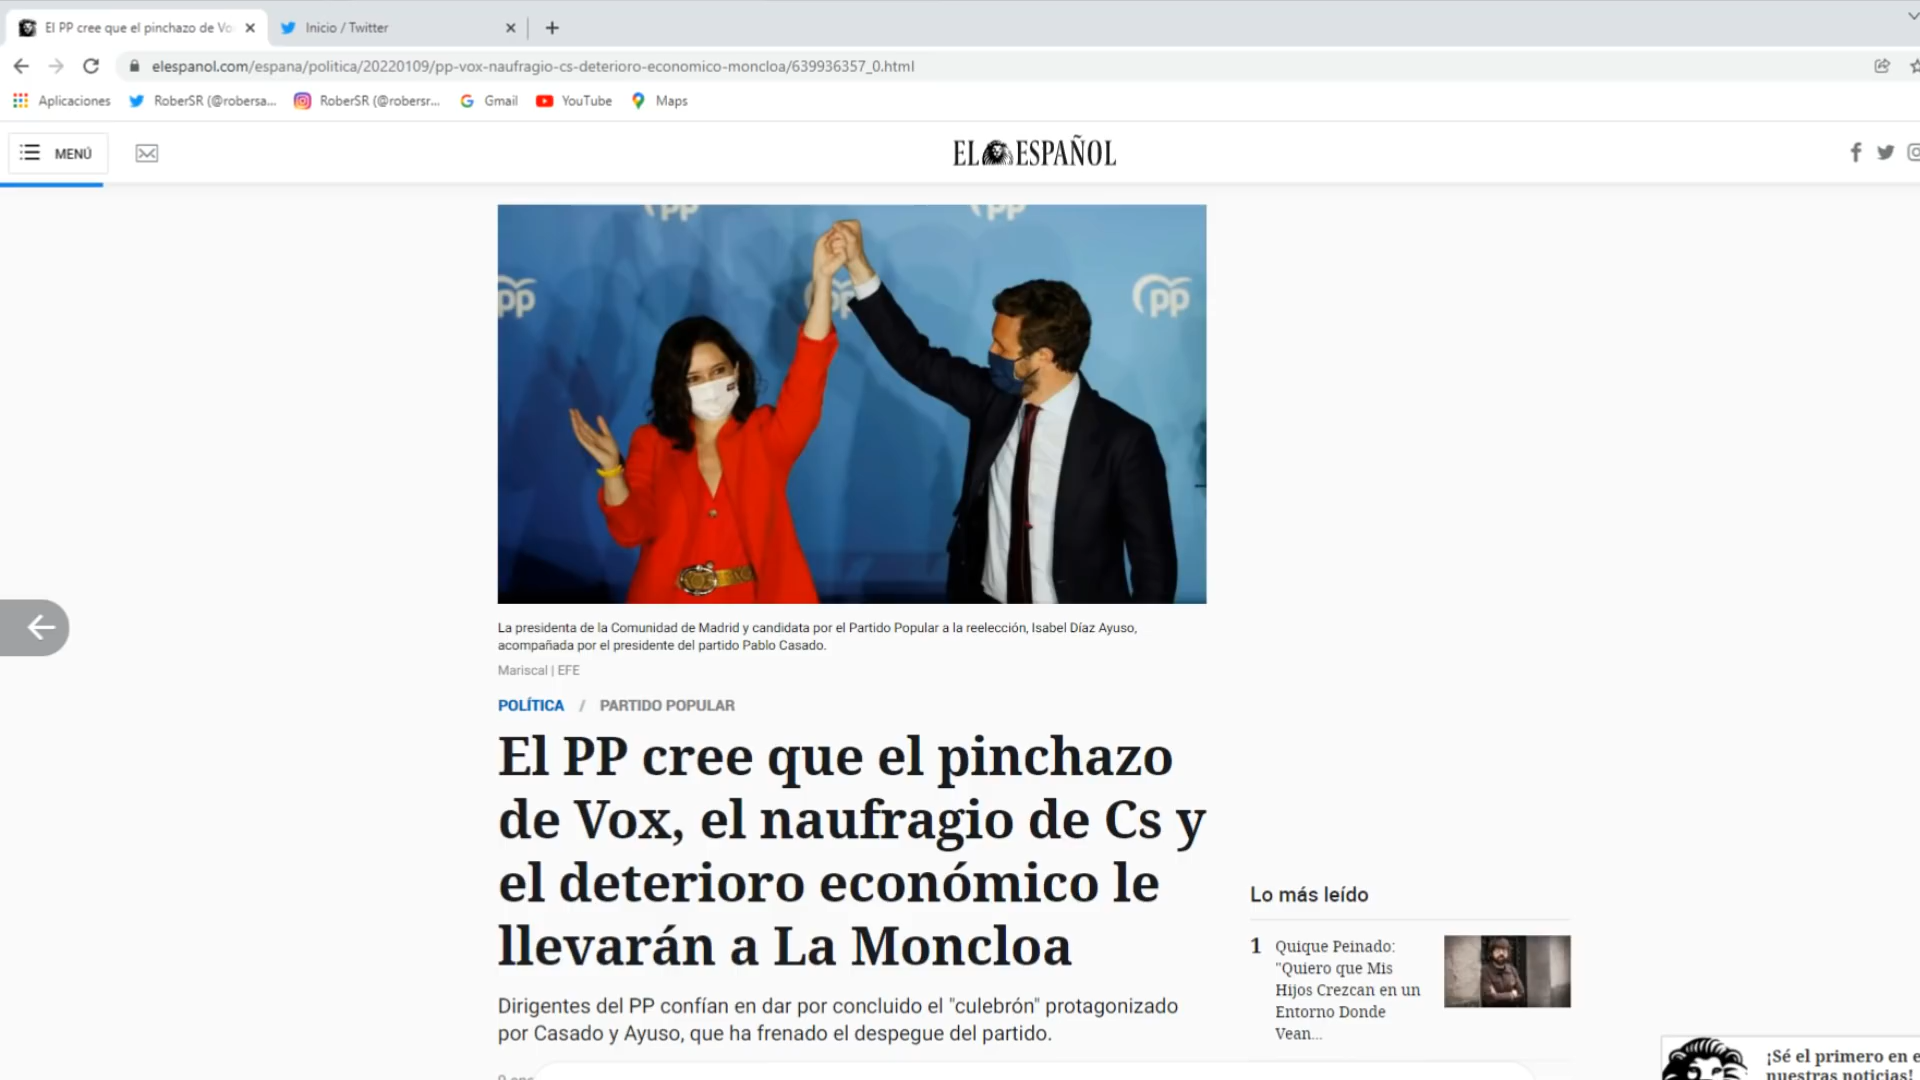 El PP cree que el pinchazo de Vo
Inicio / Twitter
elespanol.com/espana/politica/20220109/pp-vox-naufragio-cs-deterioro-economico-moncloa/639936357_0.html
Aplicaciones
RoberSR (@robersa...
RoberSR (@robersr...
Gmail
YouTube
Maps
MENÚ
EL ESPAÑOL
pp
pp
pp
pp
pp
La presidenta de la Comunidad de Madrid y candidata por el Partido Popular a la reelección, Isabel Díaz Ayuso,
acompañada por el presidente del partido Pablo Casado.
Mariscal | EFE
POLÍTICA / PARTIDO POPULAR
El PP cree que el pinchazo
de Vox, el naufragio de Cs y
el deterioro económico le
llevarán a La Moncloa
Dirigentes del PP confían en dar por concluido el "culebrón" protagonizado
por Casado y Ayuso, que ha frenado el despegue del partido.
Lo más leído
1
Quique Peinado:
"Quiero que Mis
Hijos Crezcan en un
Entorno Donde
Vean...
¡Sé el primero en
nuestras noticias!